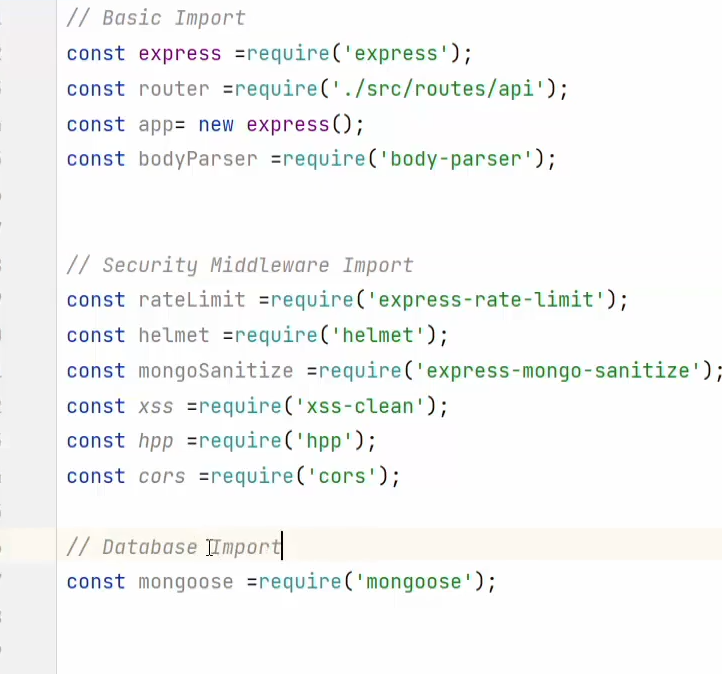 // Basic Import
const express =require('express');
const router =require('./src/routes/api');
const app= new express();
const bodyParser =require('body-parser');
// Security Middleware Import
const rateLimit =require('express-rate-limit');
const helmet =require('helmet');
const mongoSanitize =require('express-mongo-sanitize');
const xss =require('xss-clean');
const hpp =require('hpp');
const cors =require('cors');
// Database Import
const mongoose =require('mongoose');